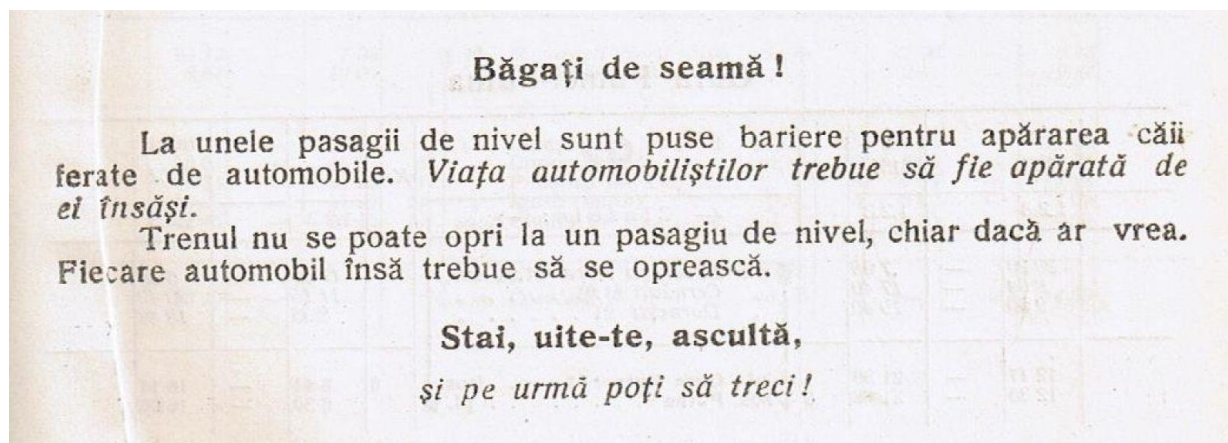 Băgați de seamă !
La unele pasagii de nivel sunt puse bariere pentru apărarea căii
ferate de automobile. Viața automobiliștilor trebue să fie apărată de
ei însăși.
Trenul nu se poate opri la un pasagiu de nivel, chiar dacă ar vrea.
Fiecare automobil însă trebue să se oprească.
Stai, uite-te, ascultă,
și pe urmă poți să treci !